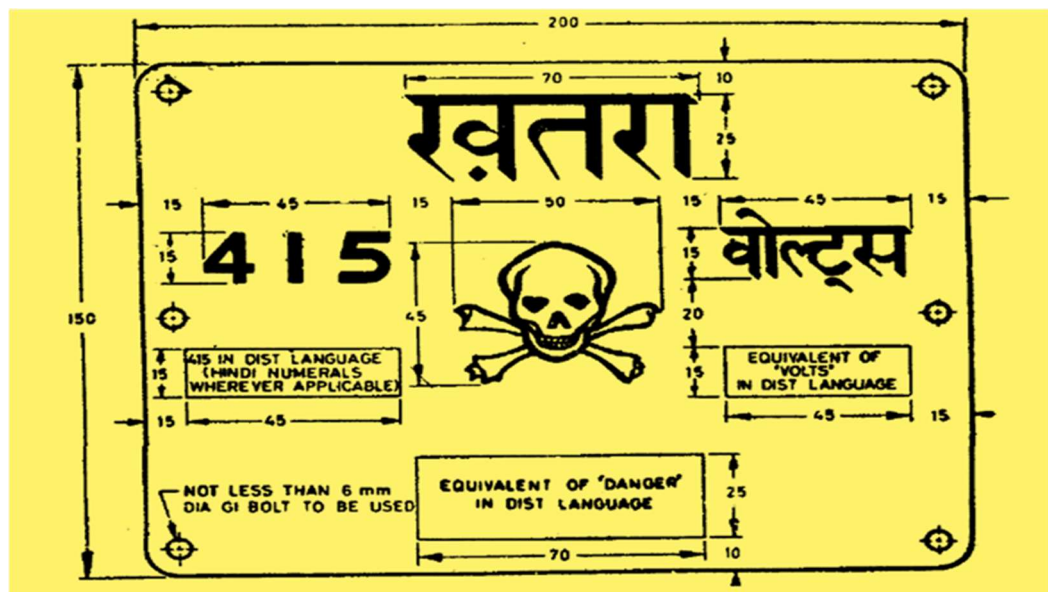 200
70 10
ख़तरा
25
15 45 15 50 15 45 15
15 415 15 वोल्ट्स
150 45 20
15 415 IN DIST LANGUAGE
(HINDI NUMERALS
WHEREVER APPLICABLE)
15 EQUIVALENT OF
"VOLTS"
IN DIST LANGUAGE
15 45 45 15
NOT LESS THAN 6 mm
DIA GI BOLT TO BE USED
EQUIVALENT OF "DANGER"
IN DIST LANGUAGE
25
70 10